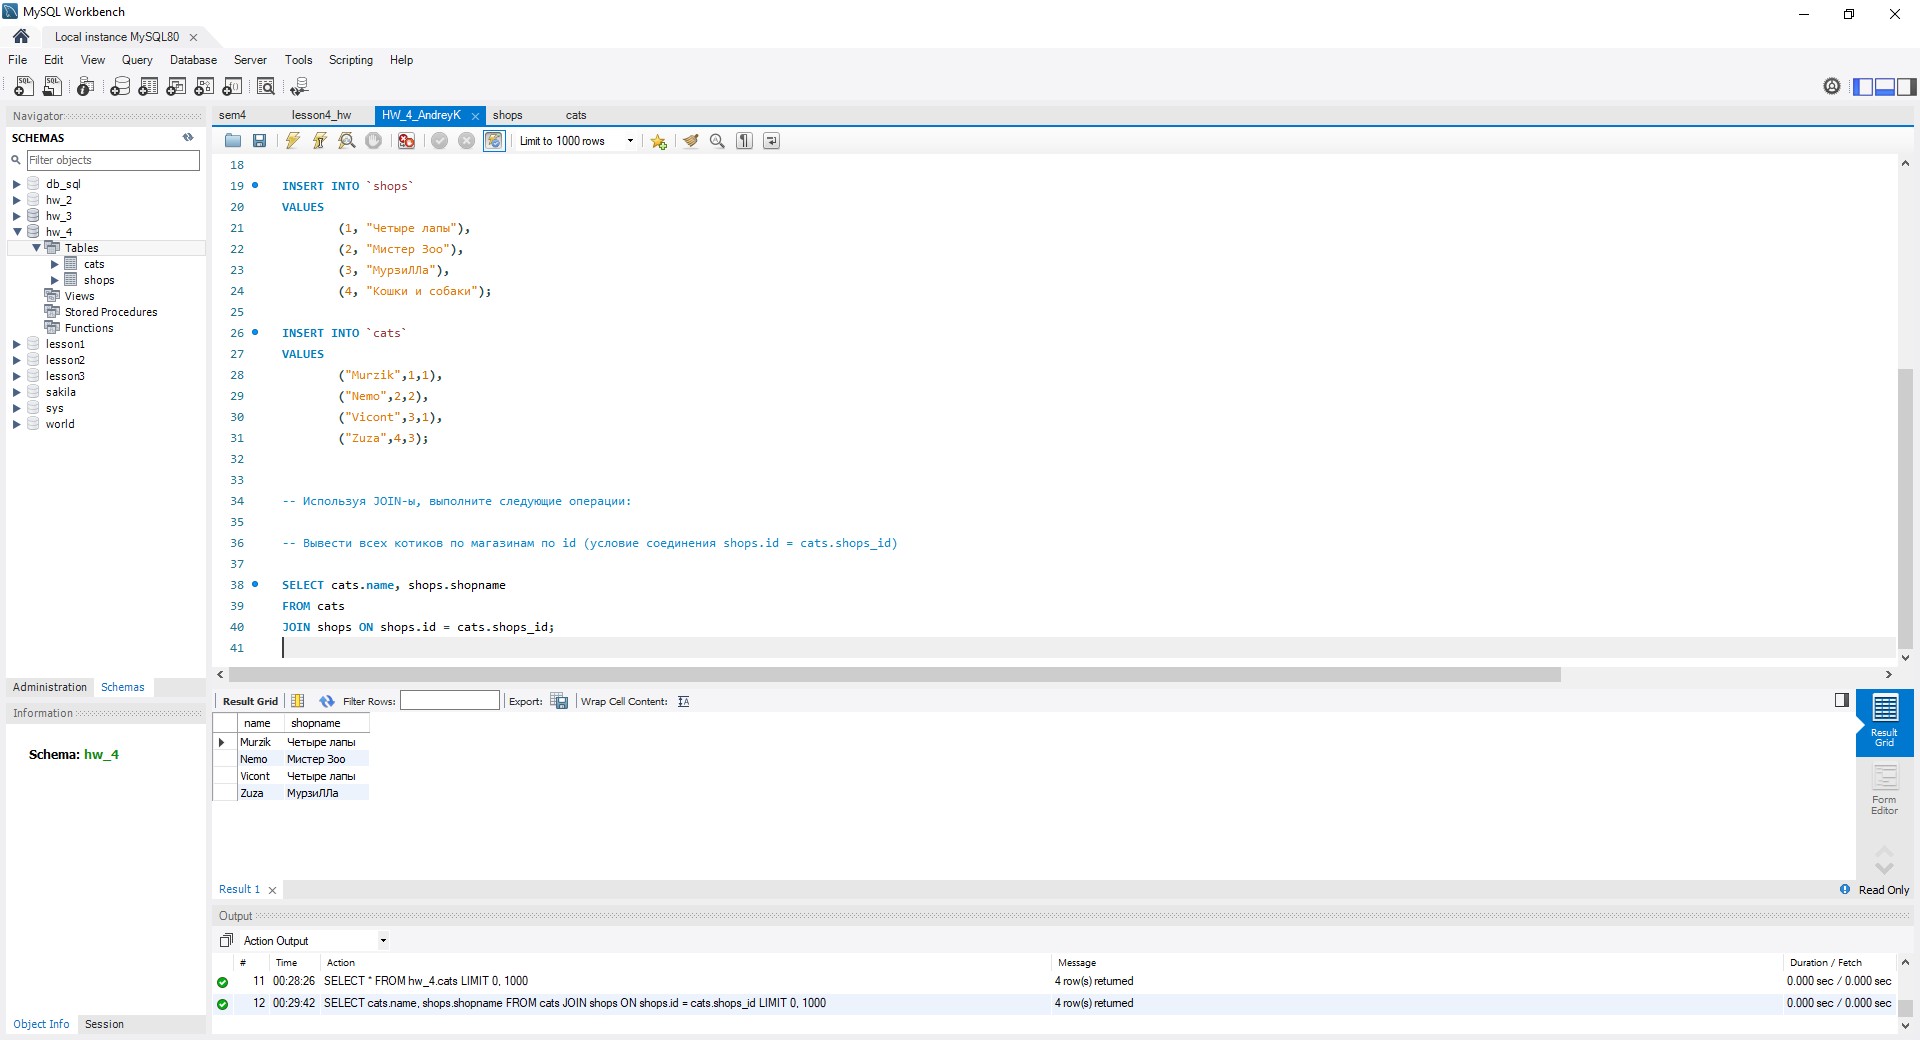 MySQL Workbench
Local instance MySQL80
File Edit View Query Database Server Tools Scripting Help
Navigator
SCHEMAS
Filter objects
db_sql
hw_2
hw_3
hw_4
Tables
cats
shops
Views
Stored Procedures
Functions
lesson1
lesson2
lesson3
sakila
sys
world
Administration Schemas
Information
Schema: hw_4
Object Info Session
sem4 lesson4_hw HW_4_AndreyK shops cats
Limit to 1000 rows
18
19 INSERT INTO `shops`
20 VALUES
21 (1, "Четыре лапы"),
22 (2, "Мистер Зоо"),
23 (3, "МурзиЛЛа"),
24 (4, "Кошки и собаки");
25
26 INSERT INTO `cats`
27 VALUES
28 ("Murzik",1,1),
29 ("Nemo",2,2),
30 ("Vicont",3,1),
31 ("Zuza",4,3);
32
33
34 -- Используя JOIN-ы, выполните следующие операции:
35
36 -- Вывести всех котиков по магазинам по id (условие соединения shops.id = cats.shops_id)
37
38 SELECT cats.name, shops.shopname
39 FROM cats
40 JOIN shops ON shops.id = cats.shops_id;
41
Result Grid Filter Rows: Export: Wrap Cell Content:
name shopname
Murzik Четыре лапы
Nemo Мистер Зоо
Vicont Четыре лапы
Zuza МурзиЛЛа
Result
Grid
Form
Editor
Result 1
Read Only
Output
Action Output
# Time Action Message Duration / Fetch
11 00:28:26 SELECT * FROM hw_4.cats LIMIT 0, 1000 4 row(s) returned 0.000 sec / 0.000 sec
12 00:29:42 SELECT cats.name, shops.shopname FROM cats JOIN shops ON shops.id = cats.shops_id LIMIT 0, 1000 4 row(s) returned 0.000 sec / 0.000 sec